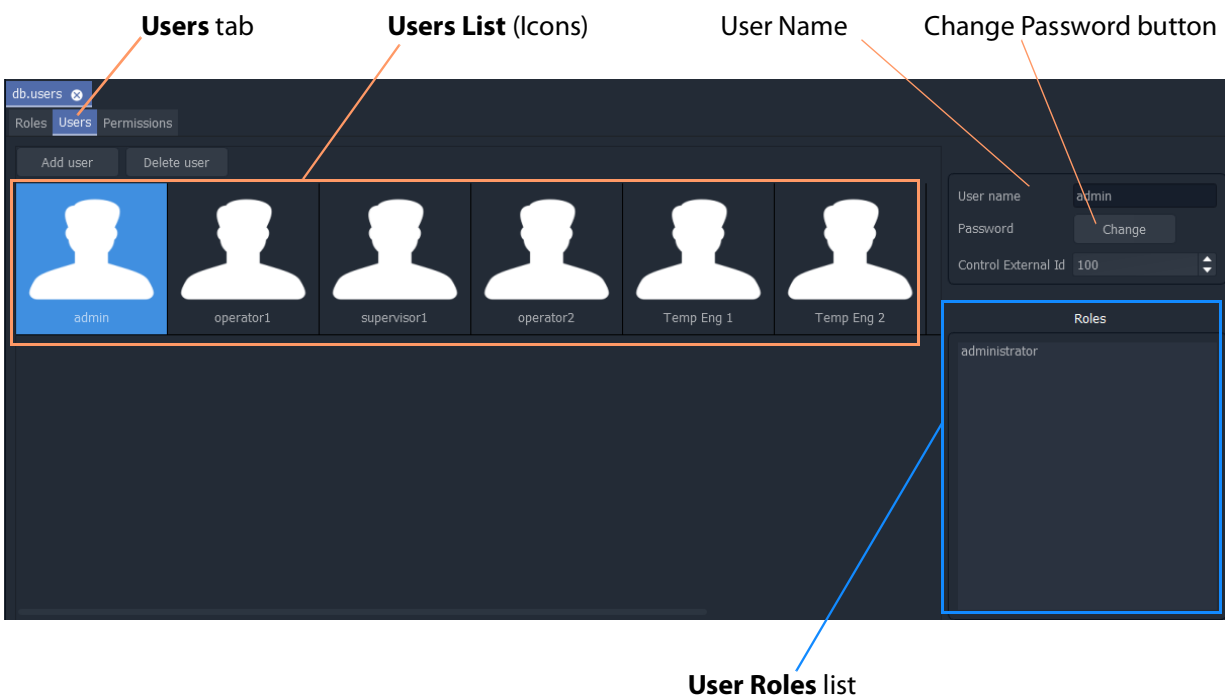 Users tab
Users List (Icons)
User Name
Change Password button
db.users
Roles
Users
Permissions
Add user
Delete user
User name
admin
Password
Change
Control External Id
100
admin
operator1
supervisor1
operator2
Temp Eng 1
Temp Eng 2
Roles
administrator
User Roles list